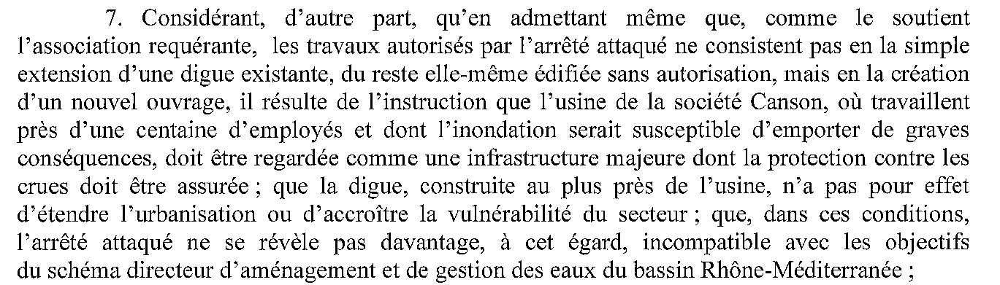 7. Considérant, d’autre part, qu’en admettant même que, comme le soutient
l’association requérante, les travaux autorisés par l’arrêté attaqué ne consistent pas en la simple
extension d’une digue existante, du reste elle-même édifiée sans autorisation, mais en la création
d’un nouvel ouvrage, il résulte de l’instruction que l’usine de la société Canson, où travaillent
près d’une centaine d’employés et dont l’inondation serait susceptible d’emporter de graves
conséquences, doit être regardée comme une infrastructure majeure dont la protection contre les
crues doit être assurée ; que la digue, construite au plus près de l’usine, n’a pas pour effet
d’étendre l’urbanisation ou d’accroître la vulnérabilité du secteur ; que, dans ces conditions,
l’arrêté attaqué ne se révèle pas davantage, à cet égard, incompatible avec les objectifs
du schéma directeur d’aménagement et de gestion des eaux du bassin Rhône-Méditerranée ;